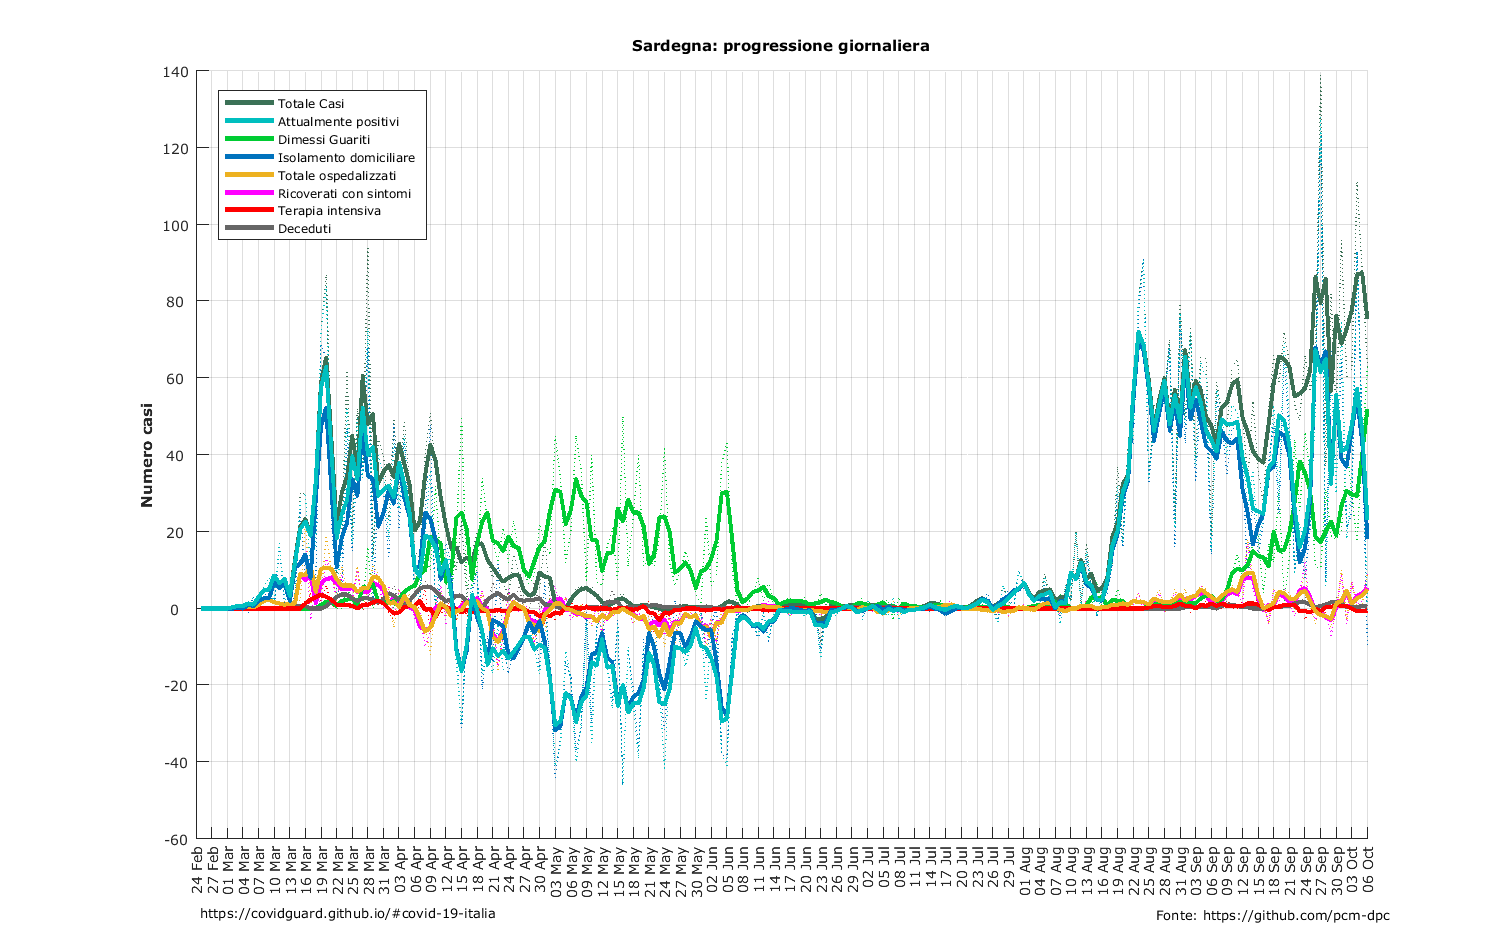 Sardegna: progressione giornaliera
Numero casi
140
120
100
80
60
40
20
0
-20
-40
-60
Totale Casi
Attualmente positivi
Dimessi Guariti
Isolamento domiciliare
Totale ospedalizzati
Ricoverati con sintomi
Terapia intensiva
Deceduti
24 Feb
27 Feb
01 Mar
04 Mar
07 Mar
10 Mar
13 Mar
16 Mar
19 Mar
22 Mar
25 Mar
28 Mar
31 Mar
03 Apr
06 Apr
09 Apr
12 Apr
15 Apr
18 Apr
21 Apr
24 Apr
27 Apr
30 Apr
03 May
06 May
09 May
12 May
15 May
18 May
21 May
24 May
27 May
30 May
02 Jun
05 Jun
08 Jun
11 Jun
14 Jun
17 Jun
20 Jun
23 Jun
26 Jun
29 Jun
02 Jul
05 Jul
08 Jul
11 Jul
14 Jul
17 Jul
20 Jul
23 Jul
26 Jul
29 Jul
01 Aug
04 Aug
07 Aug
10 Aug
13 Aug
16 Aug
19 Aug
22 Aug
25 Aug
28 Aug
31 Aug
03 Sep
06 Sep
09 Sep
12 Sep
15 Sep
18 Sep
21 Sep
24 Sep
27 Sep
30 Sep
03 Oct
06 Oct
https://covidguard.github.io/#covid-19-italia
Fonte: https://github.com/pcm-dpc